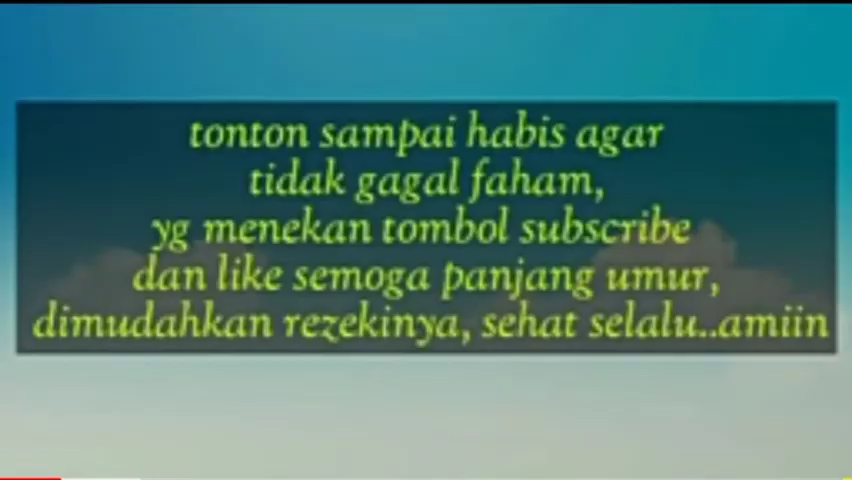 tonton sampai habis agar
tidak gagal faham,
yg menekan tombol subscribe
dan like semoga panjang umur,
dimudahkan rezekinya, sehat selalu..amiin